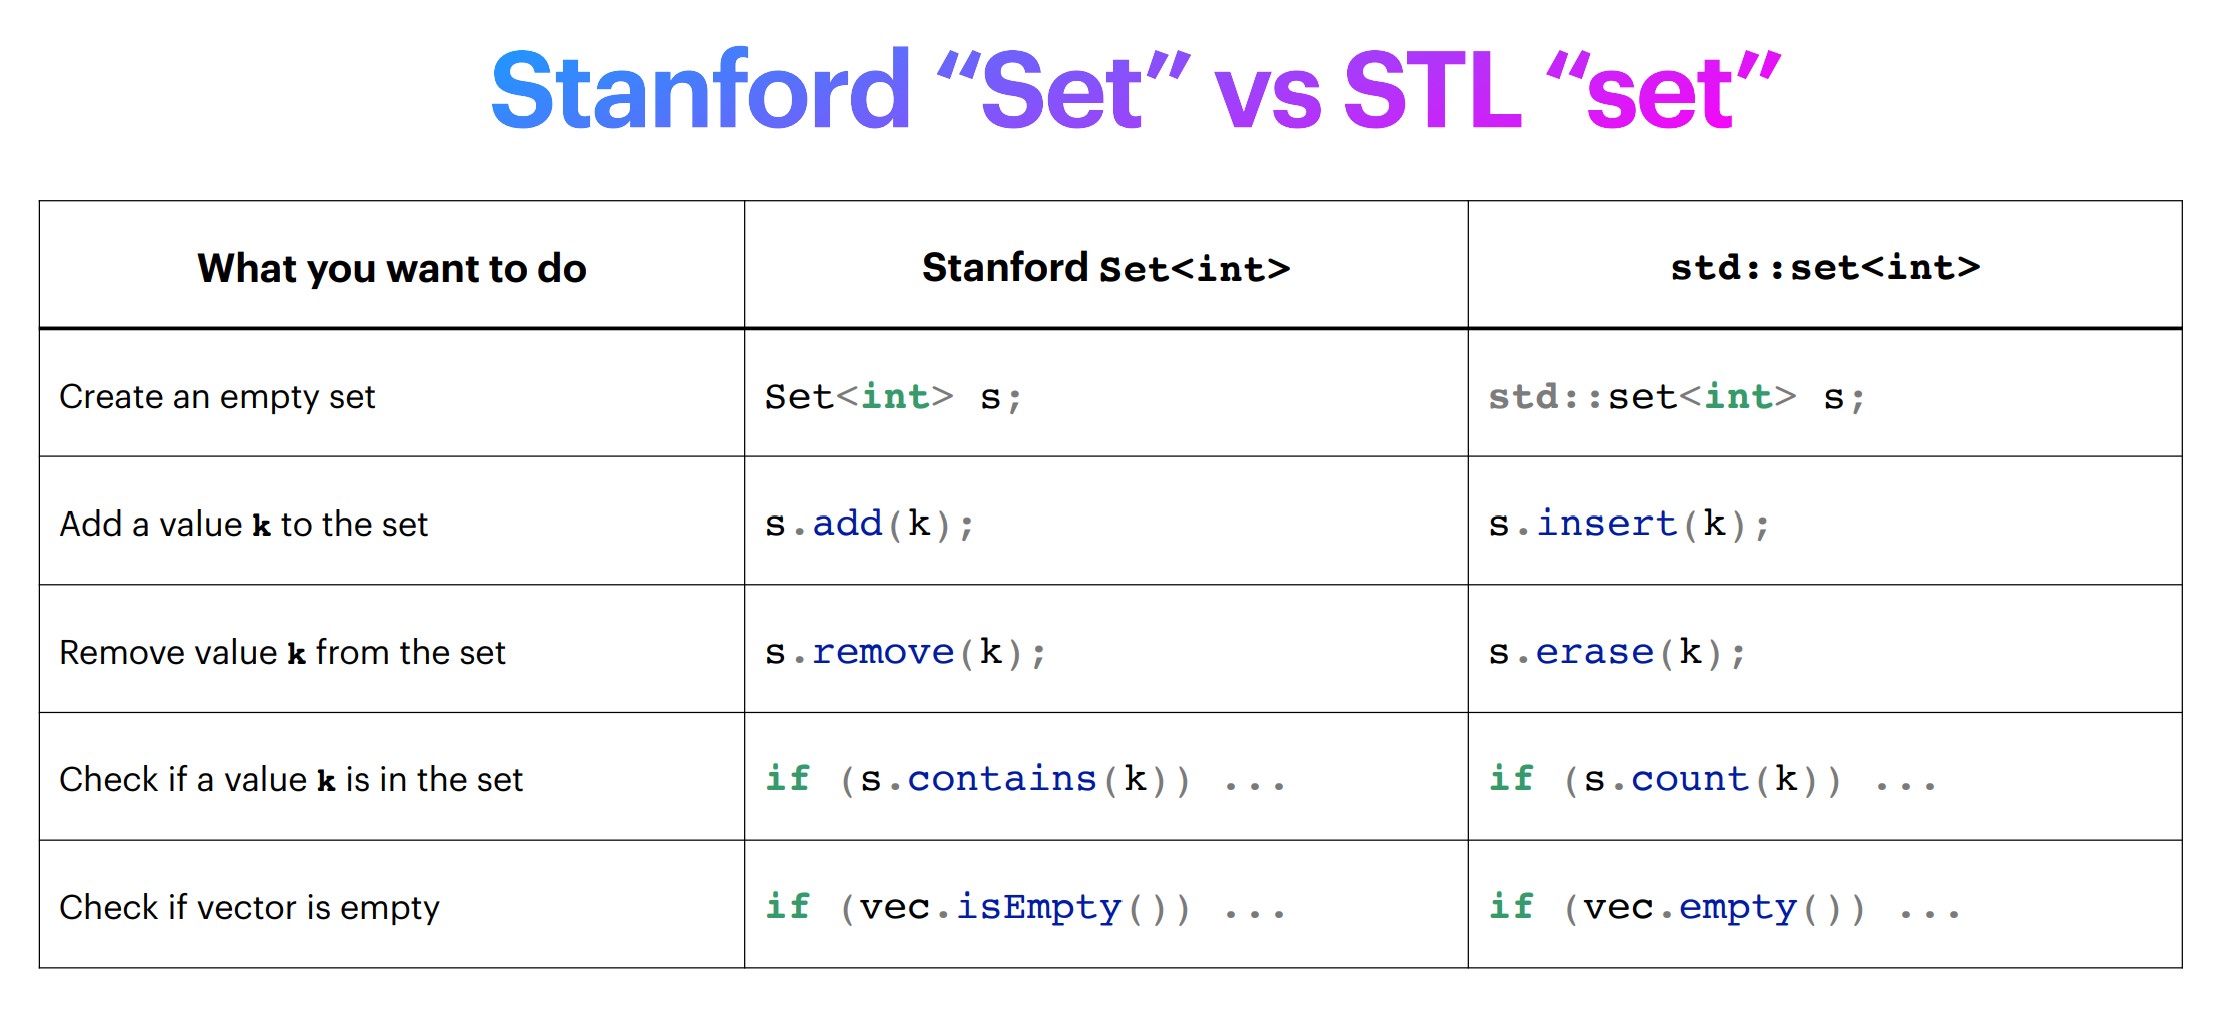 Stanford “Set” vs STL “set”
What you want to do
Stanford Set<int>
std::set<int>
Create an empty set
Set<int> s;
std::set<int> s;
Add a value k to the set
s.add(k);
s.insert(k);
Remove value k from the set
s.remove(k);
s.erase(k);
Check if a value k is in the set
if (s.contains(k)) ...
if (s.count(k)) ...
Check if vector is empty
if (vec.isEmpty()) ...
if (vec.empty()) ...